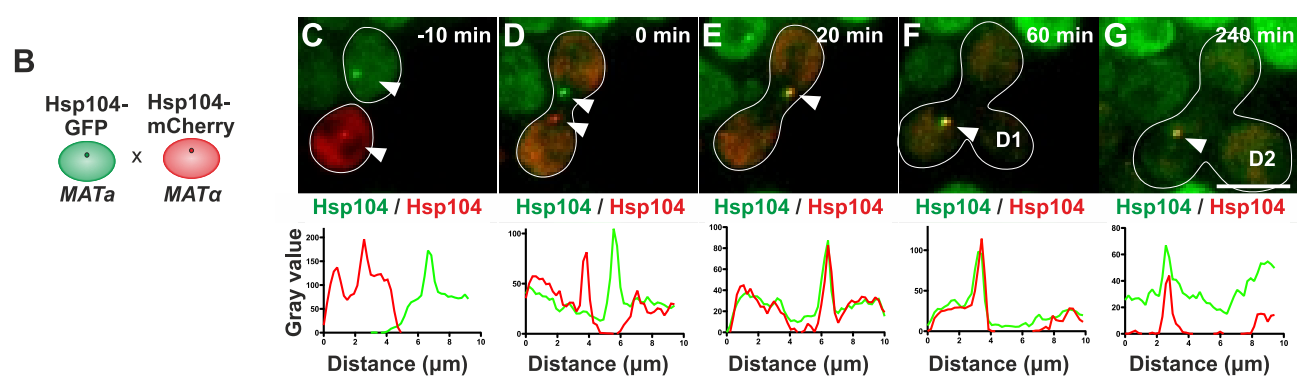 B
Hsp104-
GFP
x
Hsp104-
mCherry
MATa
MATα
C
-10 min
D
0 min
E
20 min
F
60 min
D1
G
240 min
D2
Hsp104 / Hsp104
Hsp104 / Hsp104
Hsp104 / Hsp104
Hsp104 / Hsp104
Hsp104 / Hsp104
Gray value
200
150
100
50
0
0 2 4 6 8 10
Distance (µm)
100
50
0
0 2 4 6 8 10
Distance (µm)
100
80
60
40
20
0
0 2 4 6 8 10
Distance (µm)
100
50
0
0 2 4 6 8 10
Distance (µm)
80
60
40
20
0
0 2 4 6 8 10
Distance (µm)